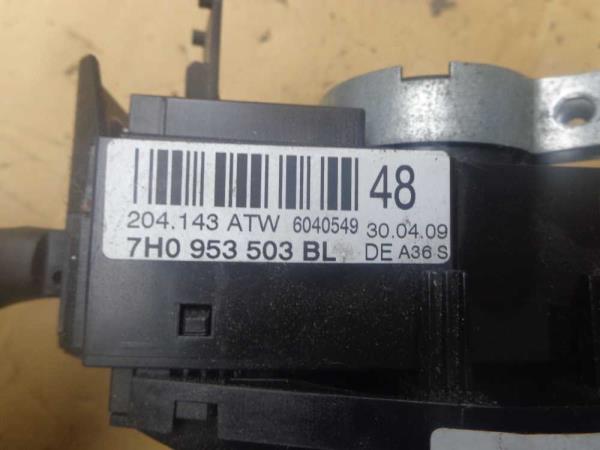 48
204.143 ATW 6040549 30.04.09
7H0 953 503 BL DE A36 S